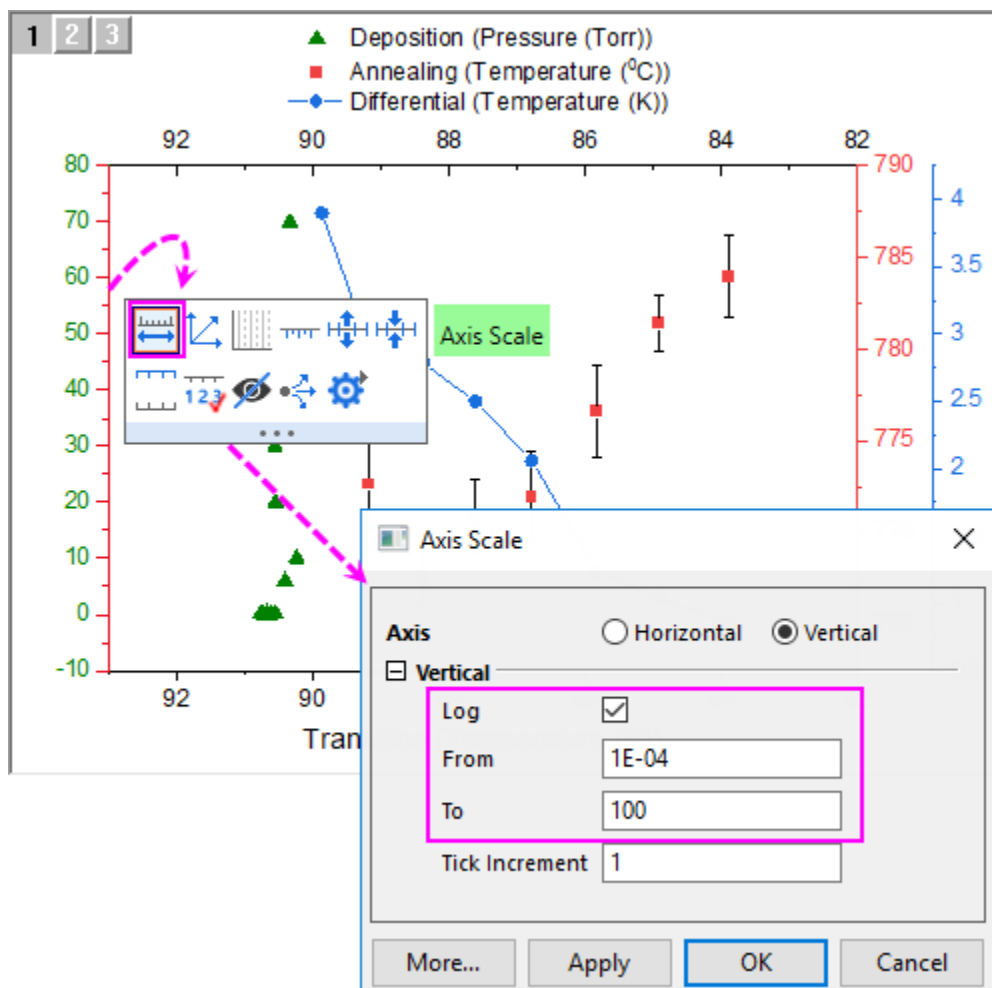 1 2 3
Deposition (Pressure (Torr))
Annealing (Temperature (⁰C))
Differential (Temperature (K))
92 90 88 86 84 82
80 790
70 4
60 785 3.5
50 Axis Scale 780 3
40 2.5
1 2 3
30 775 2
20
10
0
-10
92 90
Tran
Axis Scale
Axis Horizontal Vertical
Vertical
Log
From 1E-04
To 100
Tick Increment 1
More... Apply OK Cancel